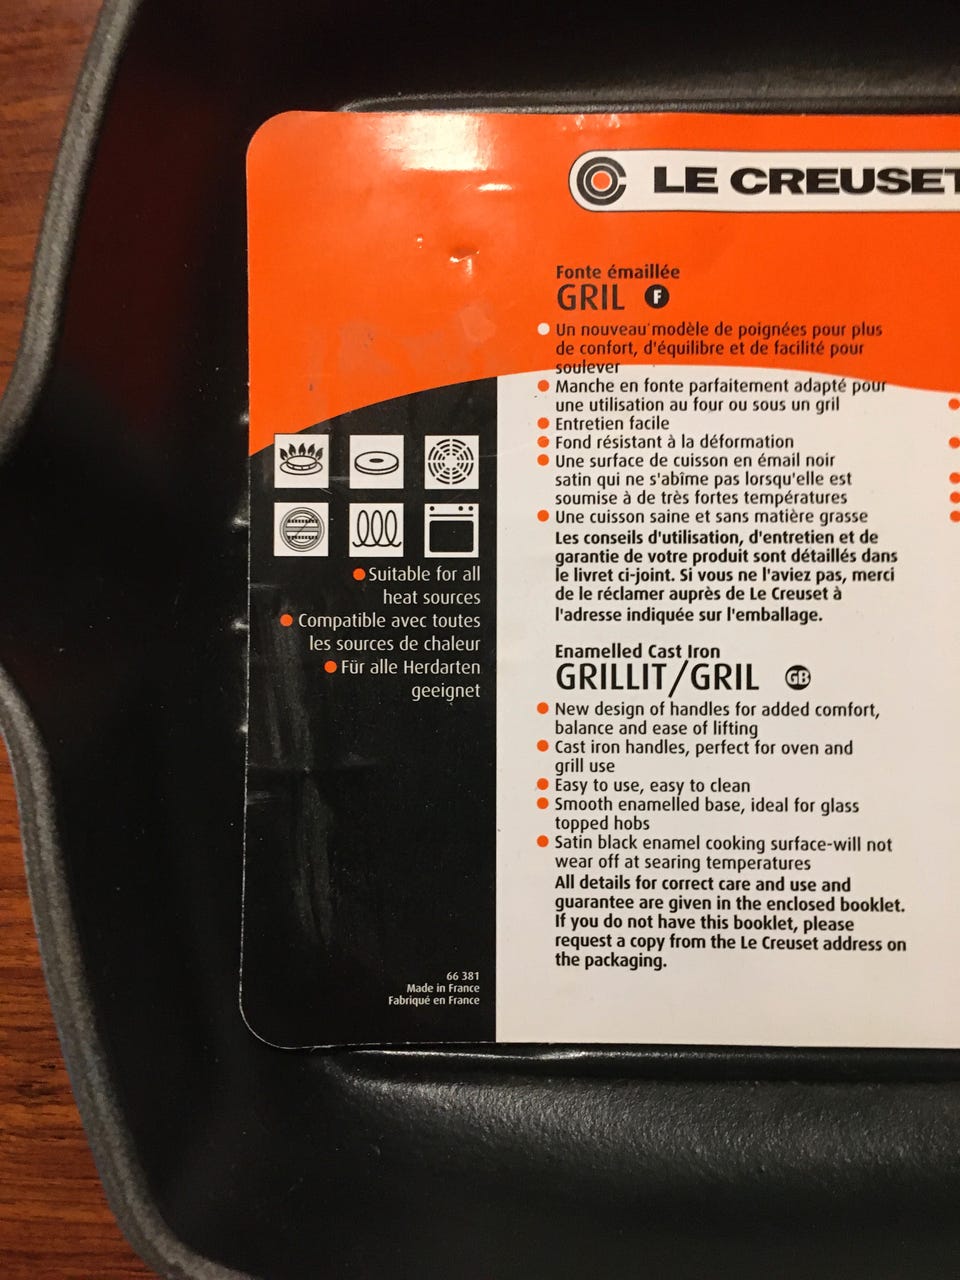 LE CREUSET
Fonte émaillée
GRIL F
Un nouveau modèle de poignées pour plus
de confort, d'équilibre et de facilité pour
soulever
Manche en fonte parfaitement adapté pour
une utilisation au four ou sous un gril
Entretien facile
Fond résistant à la déformation
Une surface de cuisson en émail noir
satin qui ne s'abîme pas lorsqu'elle est
soumise à de très fortes températures
Une cuisson saine et sans matière grasse
Les conseils d'utilisation, d'entretien et de
garantie de votre produit sont détaillés dans
le livret ci-joint. Si vous ne l'aviez pas, merci
de le réclamer auprès de Le Creuset à
l'adresse indiquée sur l'emballage.
Enamelled Cast Iron
GRILLIT/GRIL GB
New design of handles for added comfort,
balance and ease of lifting
Cast iron handles, perfect for oven and
grill use
Easy to use, easy to clean
Smooth enamelled base, ideal for glass
topped hobs
Satin black enamel cooking surface-will not
wear off at searing temperatures
All details for correct care and use and
guarantee are given in the enclosed booklet.
If you do not have this booklet, please
request a copy from the Le Creuset address on
the packaging.
Suitable for all
heat sources
Compatible avec toutes
les sources de chaleur
Für alle Herdarten
geeignet
66 381
Made in France
Fabriqué en France